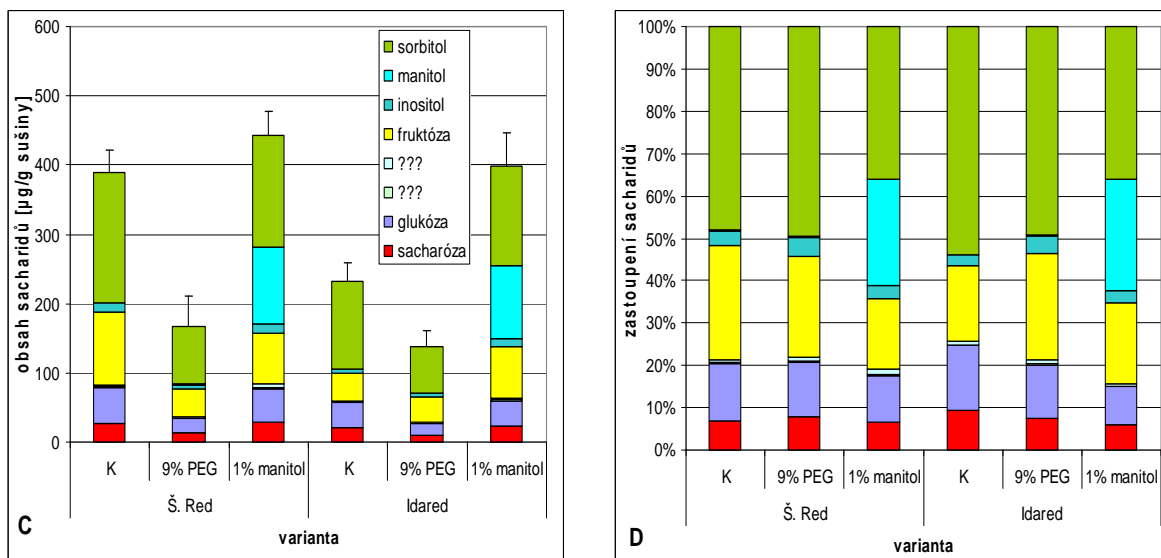 600
500
400
300
200
100
0
obsah sacharidů [µg/g sušiny]
sorbitol
manitol
inositol
fruktóza
???
???
glukóza
sacharóza
K 9% PEG 1% manitol K 9% PEG 1% manitol
Š. Red Idared
varianta
C
100%
90%
80%
70%
60%
50%
40%
30%
20%
10%
0%
zastoupení sacharidů
K 9% PEG 1% manitol K 9% PEG 1% manitol
Š. Red Idared
varianta
D